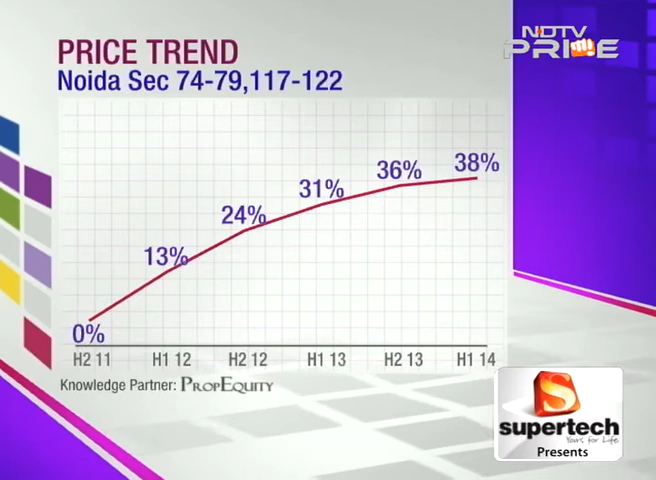 NDTV
PRIME
PRICE TREND
Noida Sec 74-79,117-122
38%
36%
31%
24%
13%
0%
H2 11 H1 12 H2 12 H1 13 H2 13 H1 14
Knowledge Partner: PROPEQUITY
S
supertech
Yours for Life
Presents